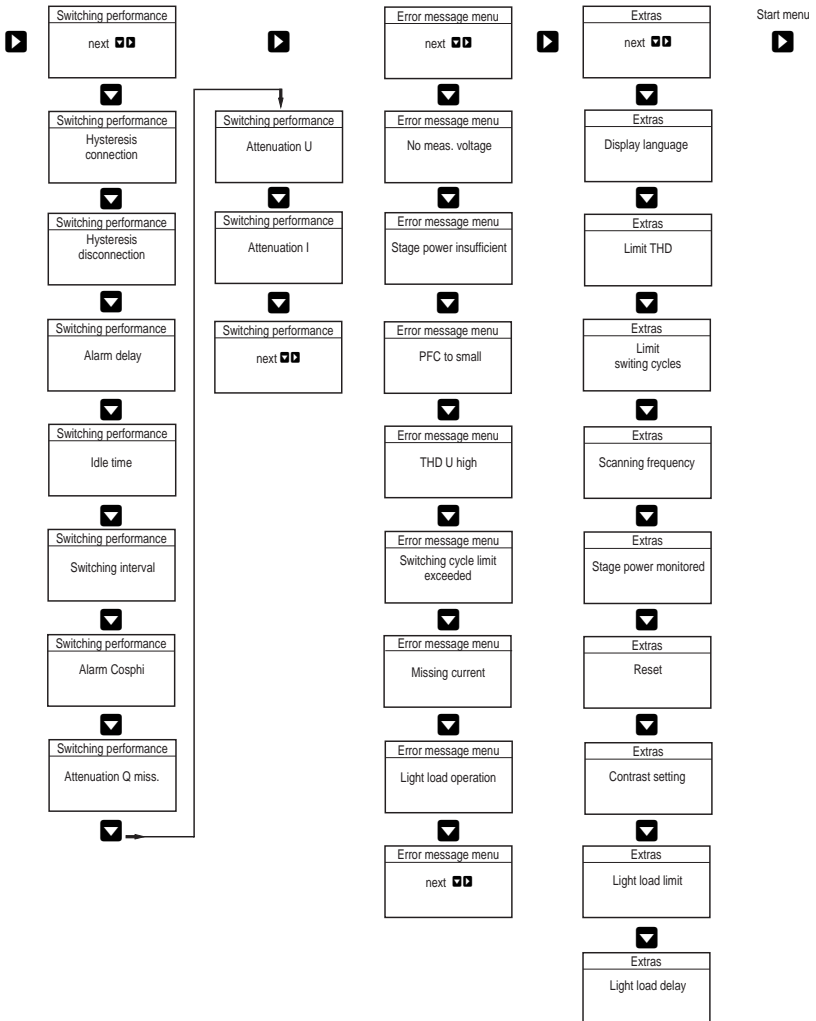 Switching performance
next
Hysteresis
connection
Switching performance
Hysteresis
disconnection
Switching performance
Alarm delay
Switching performance
Idle time
Switching performance
Switching interval
Switching performance
Alarm Cosphi
Switching performance
Attenuation Q miss.
Switching performance
Switching performance
Attenuation U
Switching performance
Attenuation I
Switching performance
next
Error message menu
next
Error message menu
No meas. voltage
Error message menu
Stage power insufficient
Error message menu
PFC to small
Error message menu
THD U high
Error message menu
Switching cycle limit
exceeded
Error message menu
Missing current
Error message menu
Light load operation
Error message menu
next
Extras
next
Extras
Display language
Extras
Limit THD
Extras
Limit
switing cycles
Extras
Scanning frequency
Extras
Stage power monitored
Extras
Reset
Extras
Contrast setting
Extras
Light load limit
Extras
Light load delay
Start menu